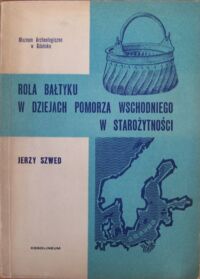 Muzeum Archeologiczne
w Gdańsku
ROLA BAŁTYKU
W DZIEJACH POMORZA WSCHODNIEGO
W STAROŻYTNOŚCI
JERZY SZWED
OSSOLINEUM